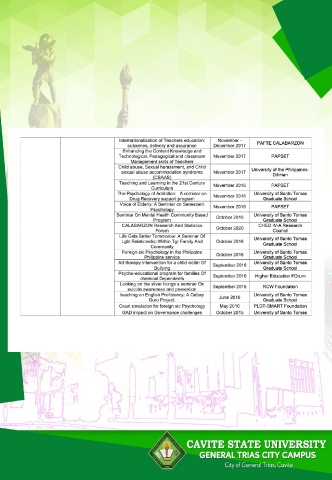 Internationalization of Teachers education: November - PAFTE CALABARZON
outcomes, delivery and assurance December 2017
Enhancing the Content Knowledge and
Technological, Pedagogical and classroom November 2017 PAPSET
Management skills of Teachers
Child abuse, Sexual harassment, and Child
sexual abuse accommodation syndrome November 2017 University of the Philippines-
(CSAAS) Diliman
Teaching and Learning in the 21st Century November 2016 PAPSET
Curriculum
The Psychology of Addiction: A seminar on November 2016 University of Santo Tomas
Drug Recovery support program Graduate School
Voice of Elderly: A Seminar on Senescent November 2016 PAPSET
Psychology
Seminar On Mental Health Community Based October 2016 University of Santo Tomas
Program Graduate School
CALABARZON Research And Statistics October 2020 CHED IV-A Research
Forum Council
Life Gets Better Tommorow: A Seminar Of
Lgbt Relationship Within Tgr Family And October 2016 University of Santo Tomas
Community Graduate School
Forensic Psychology in the Philippine October 2016 University of Santo Tomas
Philippine service Graduate School
Art therapy Intervention for a child victim Of September 2016 University of Santo Tomas
Bullying Graduate School
Psycho-educational program for families Of September 2016 Higher Education FOrum
chemical Dependents
Looking on the silver linings: a seminar On September 2016 RCW Foundation
suicide awareness and prevention
teaching on English Proficiency: A Gabay June 2016 University of Santo Tomas
Guro Project Graduate School
Court simulation for forensic Psychology May 2016 PLDT-SMART Foundation
GAD impact on Governance challenges October 2015 University of Santo Tomas
CAVITE STATE UNIVERSITY
GENERAL TRIAS CITY CAMPUS
City of General Trias, Cavite